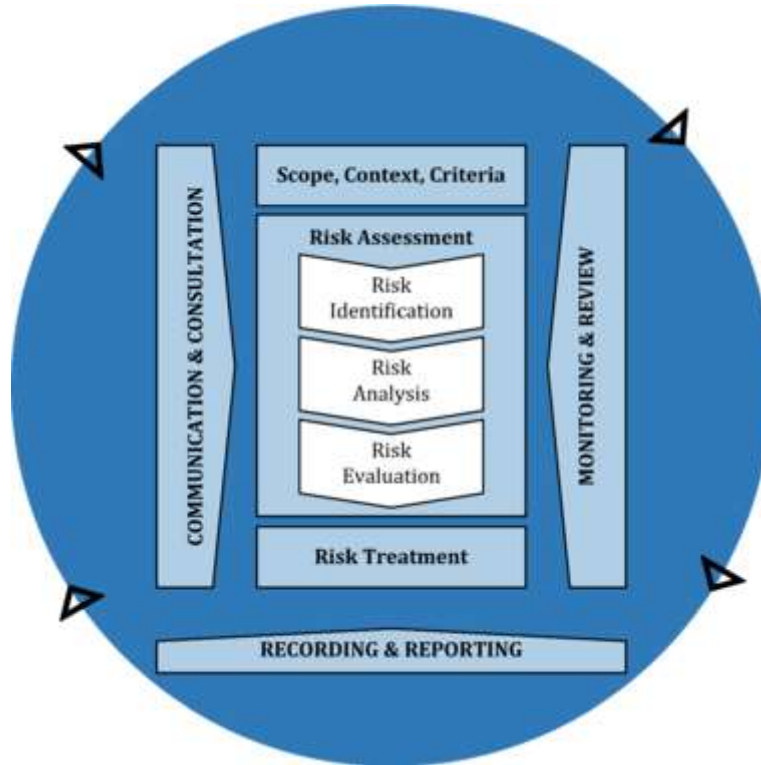 Scope, Context, Criteria
Risk Assessment
Risk
Identification
Risk
Analysis
Risk
Evaluation
Risk Treatment
COMMUNICATION & CONSULTATION
MONITORING & REVIEW
RECORDING & REPORTING